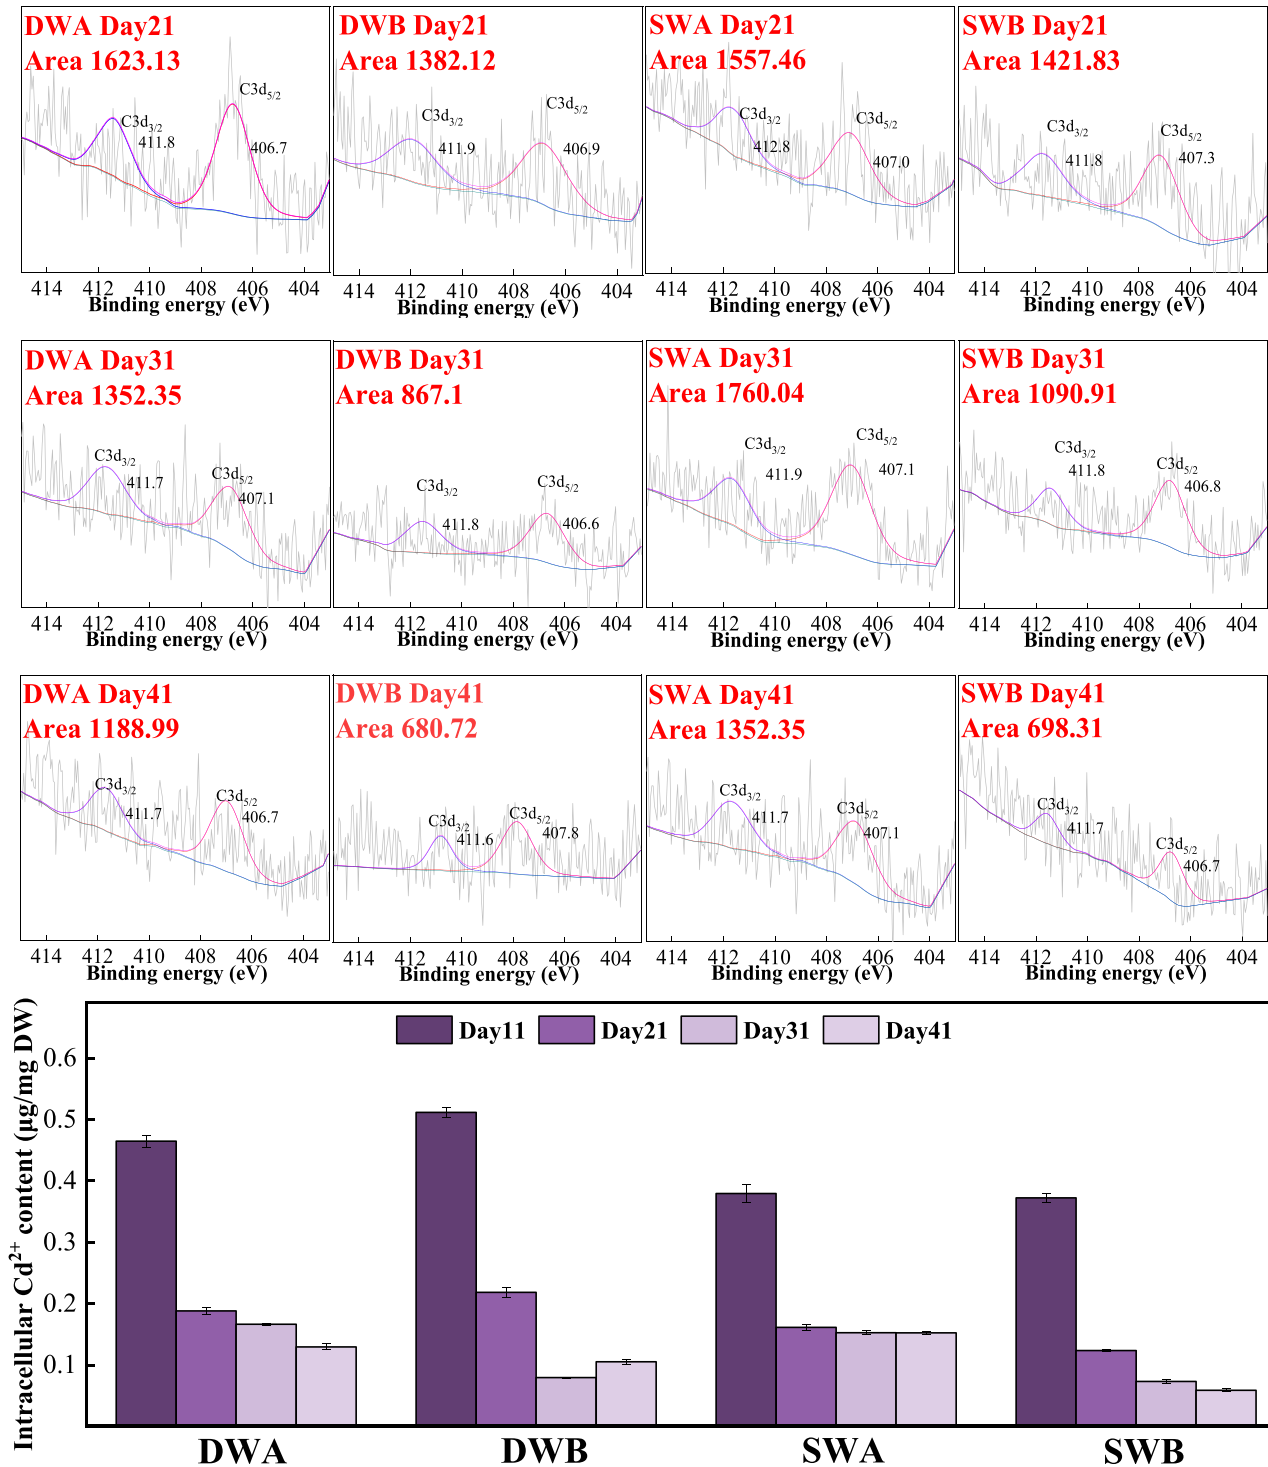 DWA Day21
Area 1623.13
C3d3/2
411.8
C3d5/2
406.7
414 412 410 408 406 404
Binding energy (eV)
DWB Day21
Area 1382.12
C3d3/2
411.9
C3d5/2
406.9
414 412 410 408 406 404
Binding energy (eV)
SWA Day21
Area 1557.46
C3d3/2
412.8
C3d5/2
407.0
414 412 410 408 406 404
Binding energy (eV)
SWB Day21
Area 1421.83
C3d3/2
411.8
C3d5/2
407.3
414 412 410 408 406 404
Binding energy (eV)
DWA Day31
Area 1352.35
C3d3/2
411.7
C3d5/2
407.1
414 412 410 408 406 404
Binding energy (eV)
DWB Day31
Area 867.1
C3d3/2
411.8
C3d5/2
406.6
414 412 410 408 406 404
Binding energy (eV)
SWA Day31
Area 1760.04
C3d3/2
411.9
C3d5/2
407.1
414 412 410 408 406 404
Binding energy (eV)
SWB Day31
Area 1090.91
C3d3/2
411.8
C3d5/2
406.8
414 412 410 408 406 404
Binding energy (eV)
DWA Day41
Area 1188.99
C3d3/2
411.7
C3d5/2
406.7
414 412 410 408 406 404
Binding energy (eV)
DWB Day41
Area 680.72
C3d3/2
411.6
C3d5/2
407.8
414 412 410 408 406 404
Binding energy (eV)
SWA Day41
Area 1352.35
C3d3/2
411.7
C3d5/2
407.1
414 412 410 408 406 404
Binding energy (eV)
SWB Day41
Area 698.31
C3d3/2
411.7
C3d5/2
406.7
414 412 410 408 406 404
Binding energy (eV)
Intracellular Cd2+ content (μg/mg DW)
Day11 Day21 Day31 Day41
0.6
0.5
0.4
0.3
0.2
0.1
DWA DWB SWA SWB